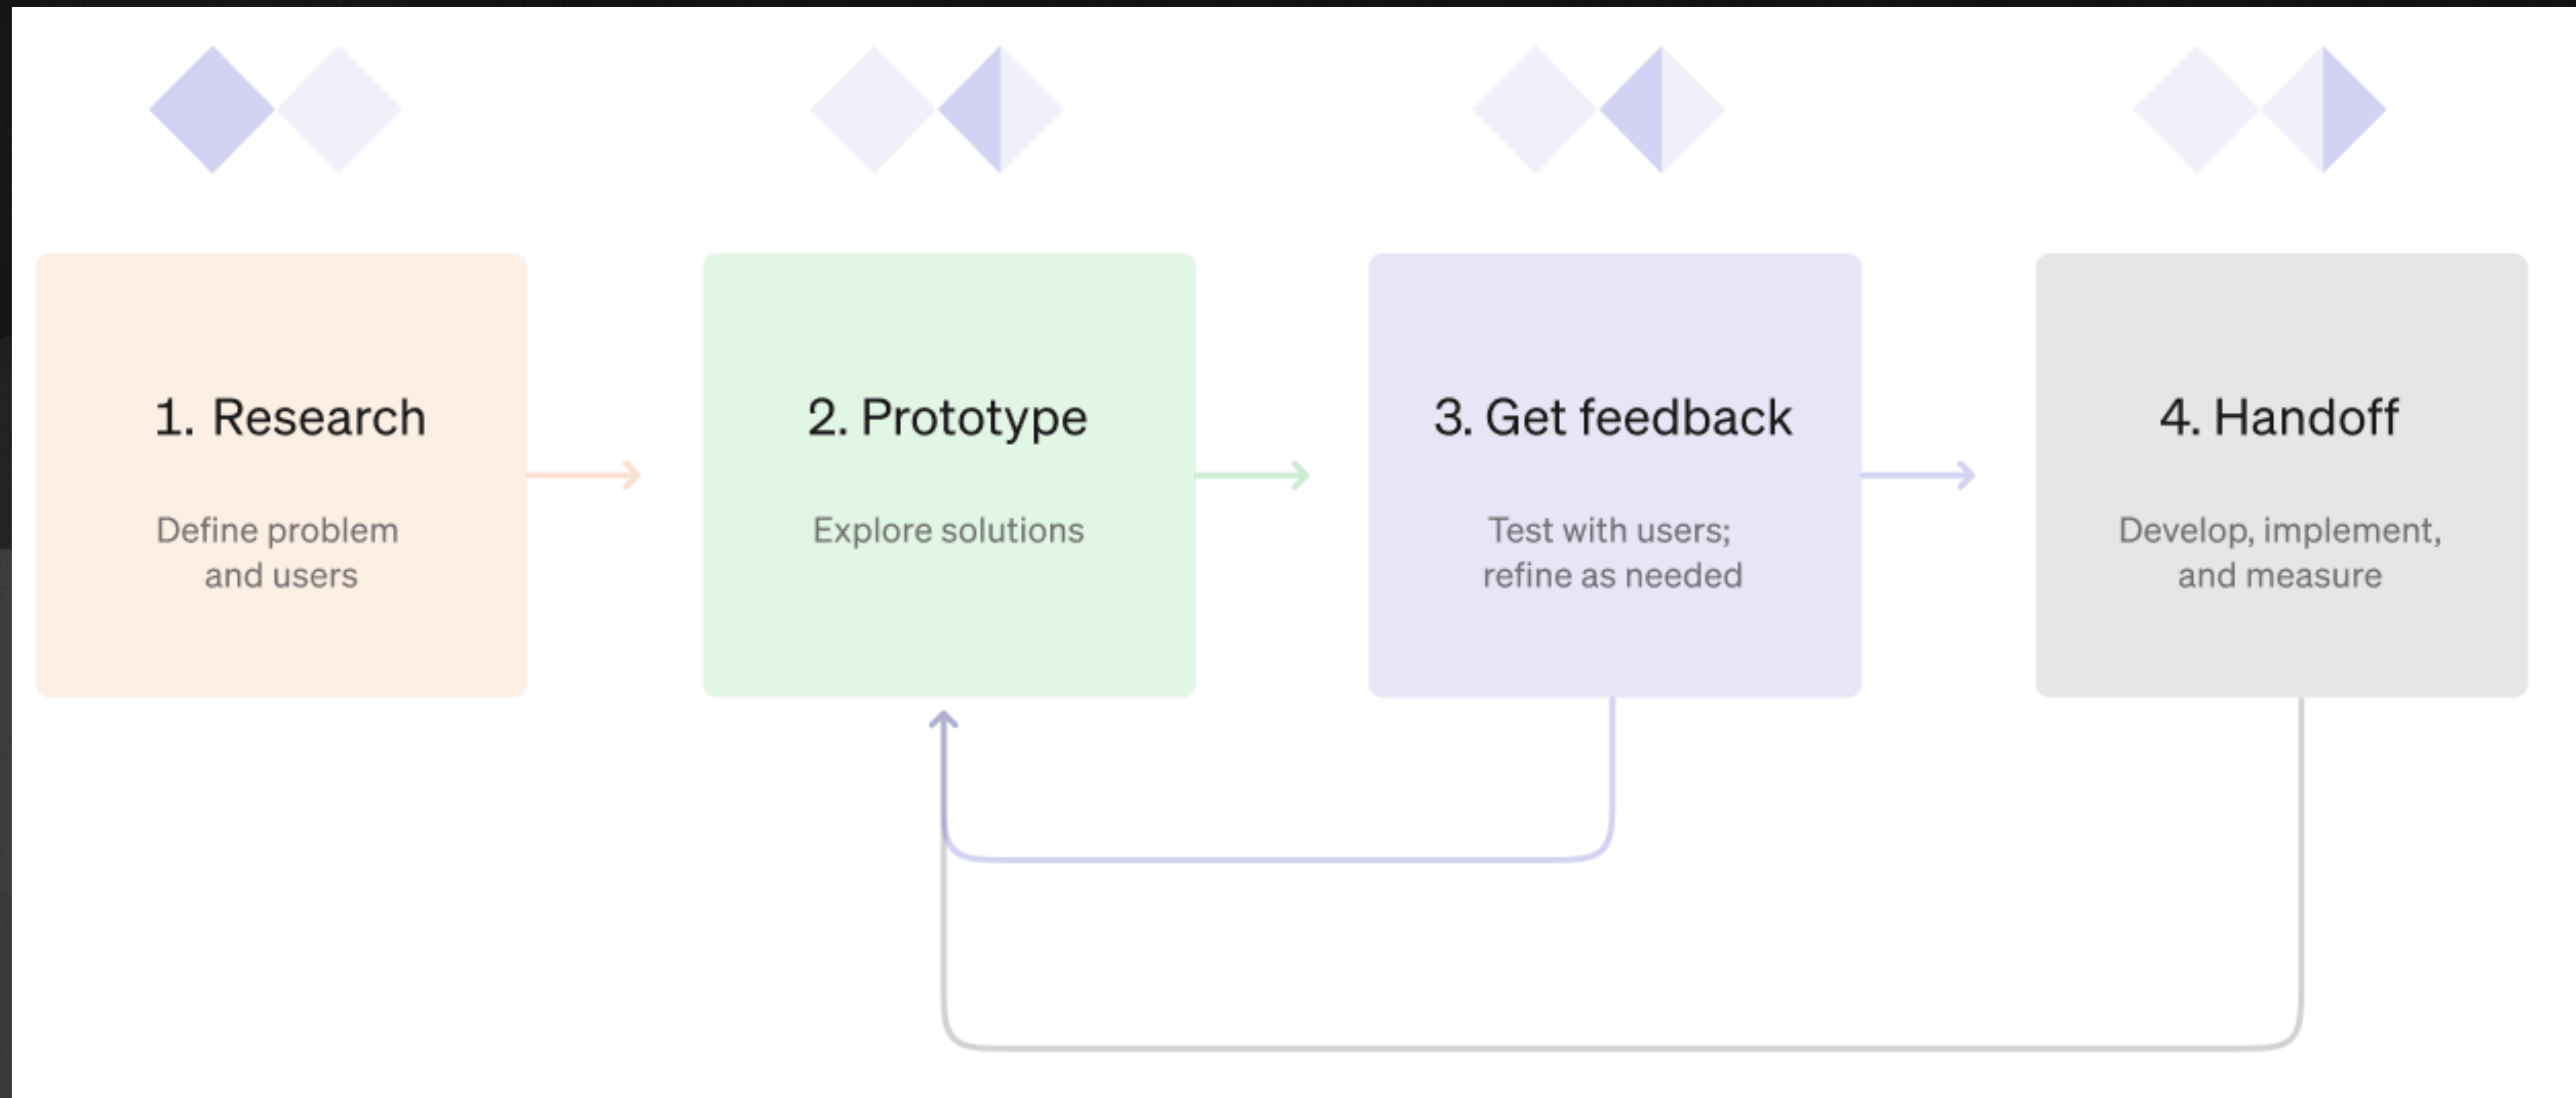 1. Research
Define problem
and users
2. Prototype
Explore solutions
3. Get feedback
Test with users;
refine as needed
4. Handoff
Develop, implement,
and measure